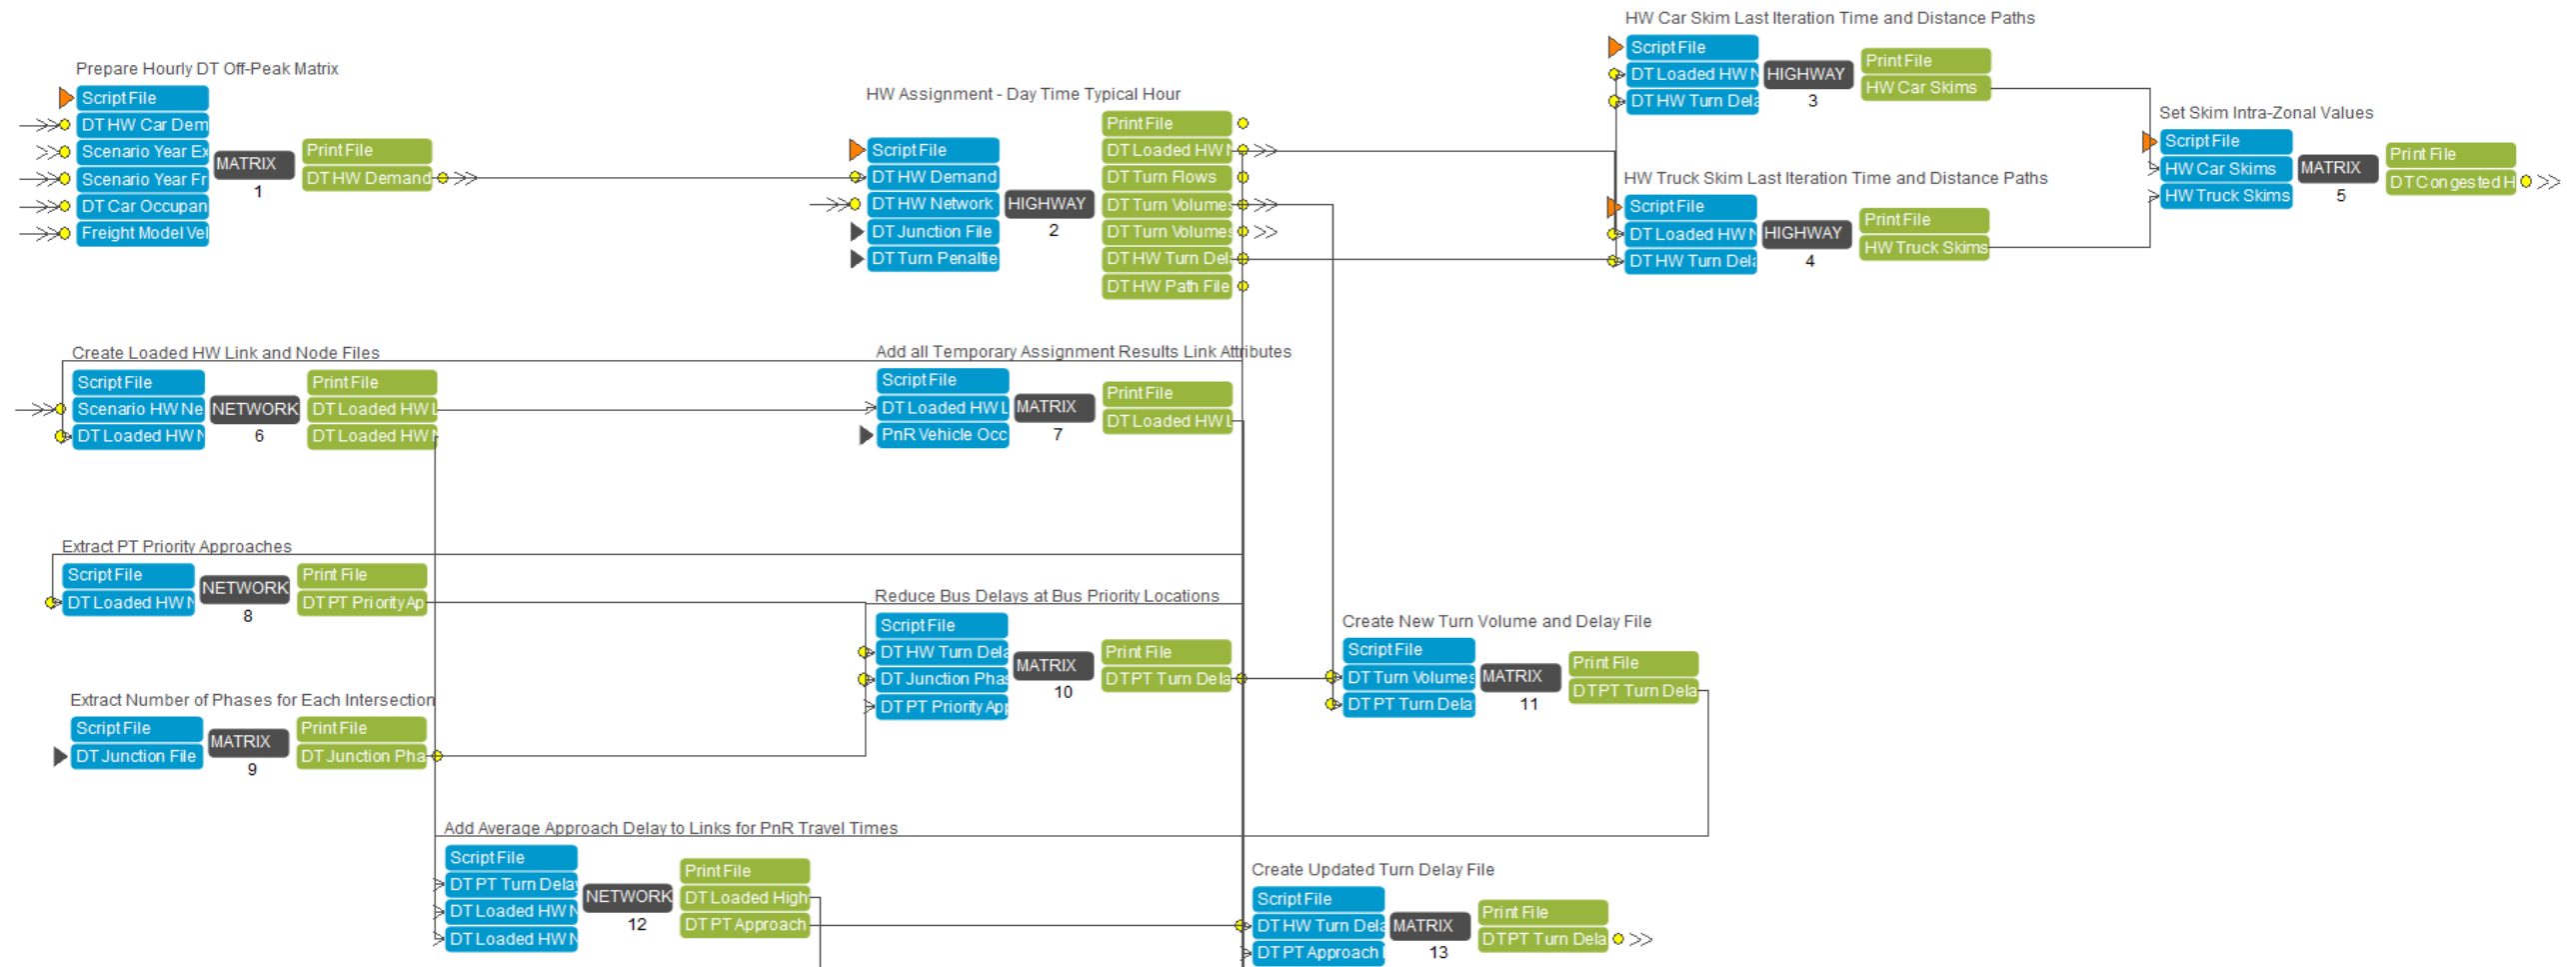 Prepare Hourly DT Off-Peak Matrix
Script File
DT HW Car Dem
Scenario Year Ex
Scenario Year Fr
DT Car Occupan
Freight Model Vel
MATRIX
1
Print File
DT HW Demand
HW Assignment - Day Time Typical Hour
Script File
DT HW Demand
DT HW Network
DT Junction File
DT Turn Penaltie
HIGHWAY
2
Print File
DT Loaded HW N
DT Turn Flows
DT Turn Volumes
DT Turn Volumes
DT HW Turn Del
DT HW Path File
HW Car Skim Last Iteration Time and Distance Paths
Script File
DT Loaded HW N
DT HW Turn Dela
HIGHWAY
3
Print File
HW Car Skims
HW Truck Skim Last Iteration Time and Distance Paths
Script File
DT Loaded HW N
DT HW Turn Dela
HIGHWAY
4
Print File
HW Truck Skims
Set Skim Intra-Zonal Values
Script File
HW Car Skims
HW Truck Skims
MATRIX
5
Print File
DT Congested H
Create Loaded HW Link and Node Files
Script File
Scenario HW Ne
DT Loaded HW N
NETWORK
6
Print File
DT Loaded HW L
DT Loaded HW N
Add all Temporary Assignment Results Link Attributes
Script File
DT Loaded HW L
PnR Vehicle Occ
MATRIX
7
Print File
DT Loaded HW L
Extract PT Priority Approaches
Script File
DT Loaded HW N
NETWORK
8
Print File
DT PT Priority Ap
Extract Number of Phases for Each Intersection
Script File
DT Junction File
MATRIX
9
Print File
DT Junction Pha
Reduce Bus Delays at Bus Priority Locations
Script File
DT HW Turn Dela
DT Junction Phas
DT PT Priority App
MATRIX
10
Print File
DT PT Turn Dela
Create New Turn Volume and Delay File
Script File
DT Turn Volumes
DT PT Turn Dela
MATRIX
11
Print File
DT PT Turn Dela
Add Average Approach Delay to Links for PnR Travel Times
Script File
DT PT Turn Delay
DT Loaded HW N
DT Loaded HW N
NETWORK
12
Print File
DT Loaded High
DT PT Approach
Create Updated Turn Delay File
Script File
DT HW Turn Dela
DT PT Approach
MATRIX
13
Print File
DT PT Turn Dela